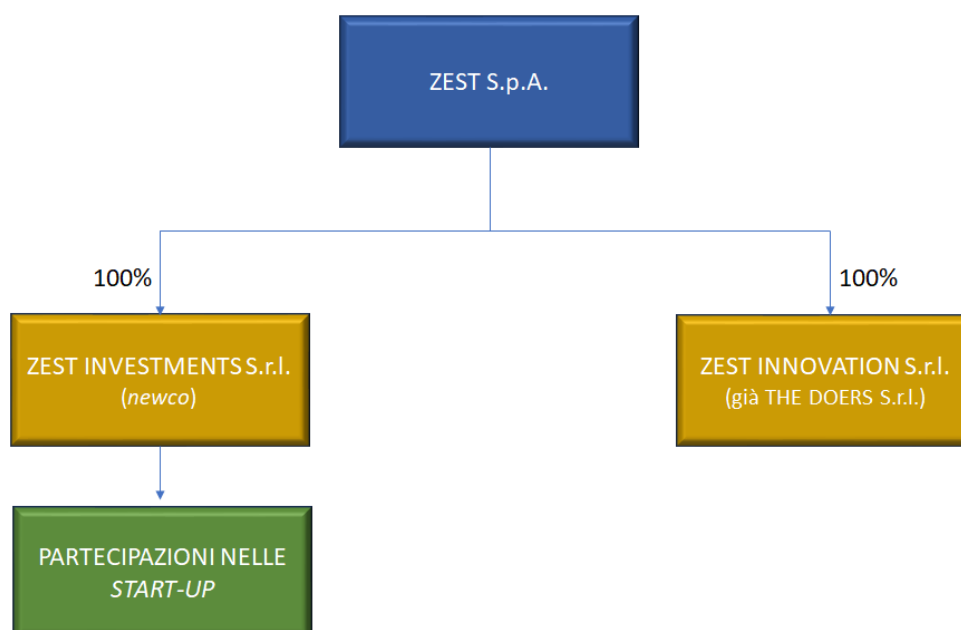 ZEST S.p.A.
100%
100%
ZEST INVESTMENTS S.r.l.
(newco)
ZEST INNOVATION S.r.l.
(già THE DOERS S.r.l.)
PARTECIPAZIONI NELLE
START-UP